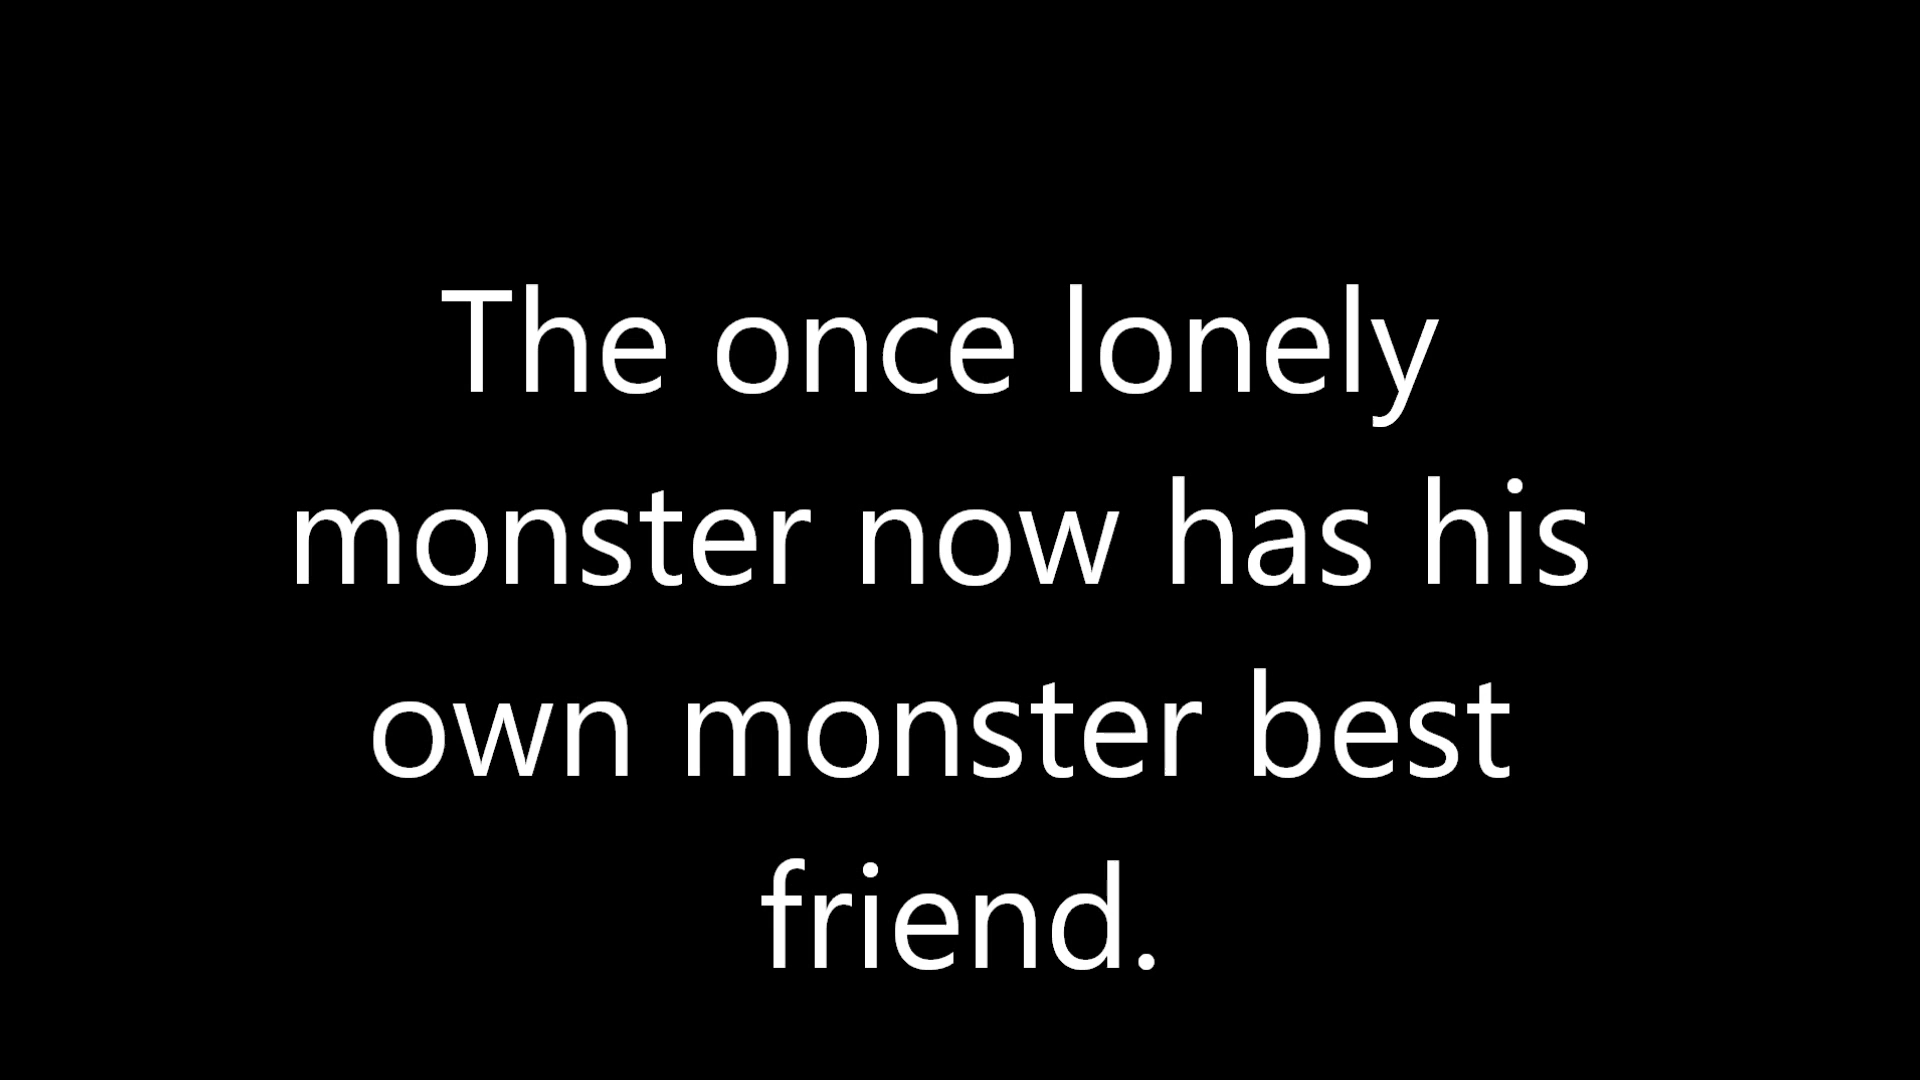 The once lonely
monster now has his
own monster best
friend.